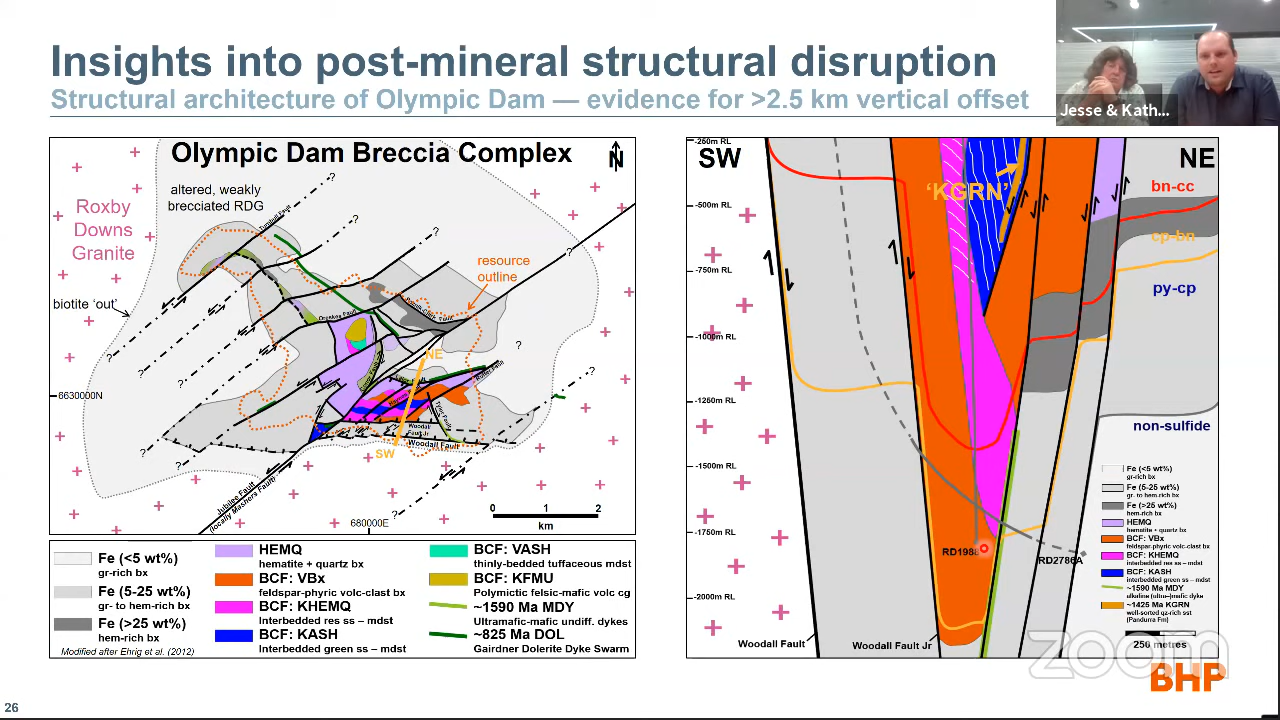 Insights into post-mineral structural disruption
Structural architecture of Olympic Dam — evidence for >2.5 km vertical offset
Jesse & Kath...
Olympic Dam Breccia Complex
N
altered, weakly
brecciated RDG
Roxby
Downs
Granite
biotite 'out'
resource
outline
?
?
?
?
?
?
?
?
?
?
?
?
NE
SW
6630000N
680000E
Woodall
Fault Jr
Woodall Fault
Jubilee Fault
(locally Mashers Fault)
0 1 2
km
Fe (<5 wt%)
gr-rich bx
Fe (5-25 wt%)
gr- to hem-rich bx
Fe (>25 wt%)
hem-rich bx
Modified after Ehrig et al. (2012)
HEMQ
hematite + quartz bx
BCF: VBx
feldspar-phyric volc-clast bx
BCF: KHEMQ
Interbedded res ss – mdst
BCF: KASH
Interbedded green ss – mdst
BCF: VASH
thinly-bedded tuffaceous mdst
BCF: KFMU
Polymictic felsic-mafic volc cg
~1590 Ma MDY
Ultramafic-mafic undiff. dykes
~825 Ma DOL
Gairdner Dolerite Dyke Swarm
SW
NE
-250m RL
-500m RL
-750m RL
-1000m RL
-1250m RL
-1500m RL
-1750m RL
-2000m RL
'KGRN'
bn-cc
cp-bn
py-cp
non-sulfide
RD1988
RD2786A
Woodall Fault
Woodall Fault Jr
Fe (<5 wt%)
gr-rich bx
Fe (5-25 wt%)
gr- to hem-rich bx
Fe (>25 wt%)
hem-rich bx
HEMQ
hematite + quartz bx
BCF: VBx
feldspar-phyric volc-clast bx
BCF: KHEMQ
interbedded res ss – mdst
BCF: KASH
interbedded green ss – mdst
~1590 Ma MDY
alkaline (ultra-)mafic dyke
~1425 Ma KGRN
well-sorted qz-rich sst
(Pandurra Fm)
250 metres
zoom
BHP
26